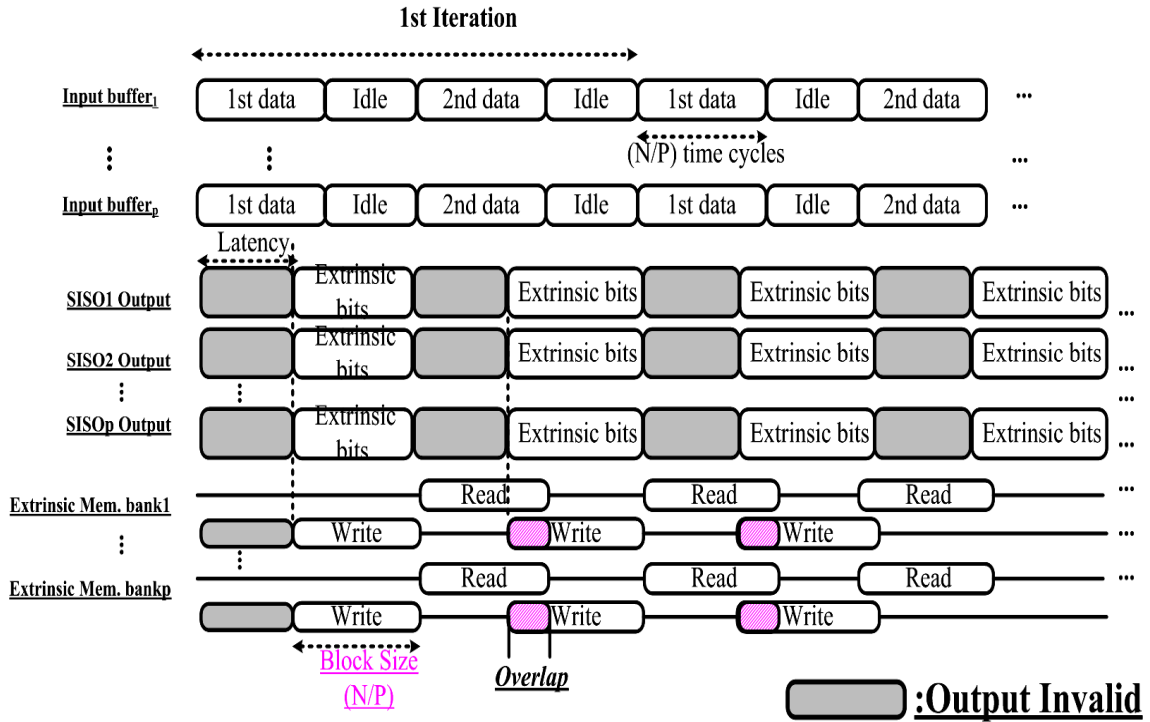 1st Iteration
Input buffer1 1st data Idle 2nd data Idle 1st data Idle 2nd data ...
(N/P) time cycles
...
Input bufferp 1st data Idle 2nd data Idle 1st data Idle 2nd data ...
Latency
SISO1 Output Extrinsic bits Extrinsic bits Extrinsic bits Extrinsic bits ...
SISO2 Output Extrinsic bits Extrinsic bits Extrinsic bits Extrinsic bits ...
...
SISOp Output Extrinsic bits Extrinsic bits Extrinsic bits Extrinsic bits ...
Read Read Read ...
Extrinsic Mem. bank1
Write Write Write ...
Read Read Read ...
Extrinsic Mem. bankp
Write Write Write
Block Size
(N/P)
Overlap
:Output Invalid